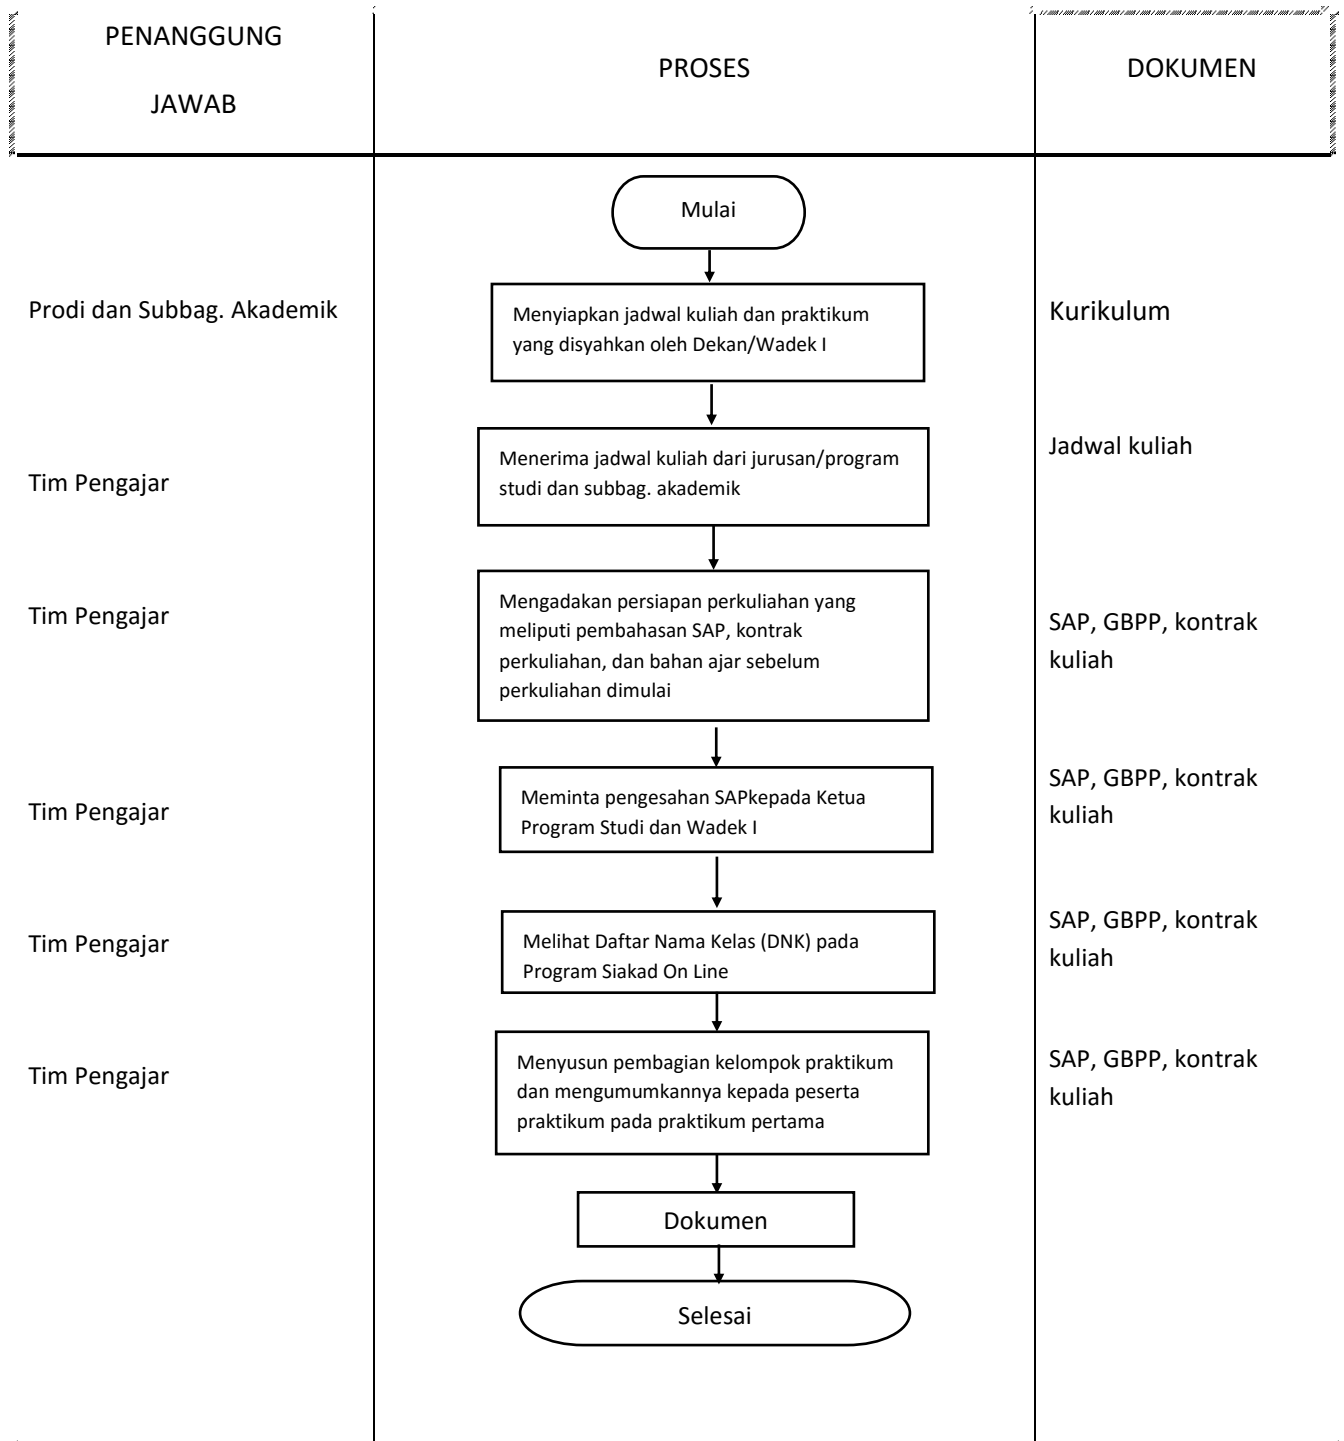 PENANGGUNG
JAWAB
PROSES
DOKUMEN
Mulai
Prodi dan Subbag. Akademik
Menyiapkan jadwal kuliah dan praktikum
yang disyahkan oleh Dekan/Wadek I
Kurikulum
Tim Pengajar
Menerima jadwal kuliah dari jurusan/program
studi dan subbag. akademik
Jadwal kuliah
Tim Pengajar
Mengadakan persiapan perkuliahan yang
meliputi pembahasan SAP, kontrak
perkuliahan, dan bahan ajar sebelum
perkuliahan dimulai
SAP, GBPP, kontrak
kuliah
Tim Pengajar
Meminta pengesahan SAPkepada Ketua
Program Studi dan Wadek I
SAP, GBPP, kontrak
kuliah
Tim Pengajar
Melihat Daftar Nama Kelas (DNK) pada
Program Siakad On Line
SAP, GBPP, kontrak
kuliah
Tim Pengajar
Menyusun pembagian kelompok praktikum
dan mengumumkannya kepada peserta
praktikum pada praktikum pertama
SAP, GBPP, kontrak
kuliah
Dokumen
Selesai